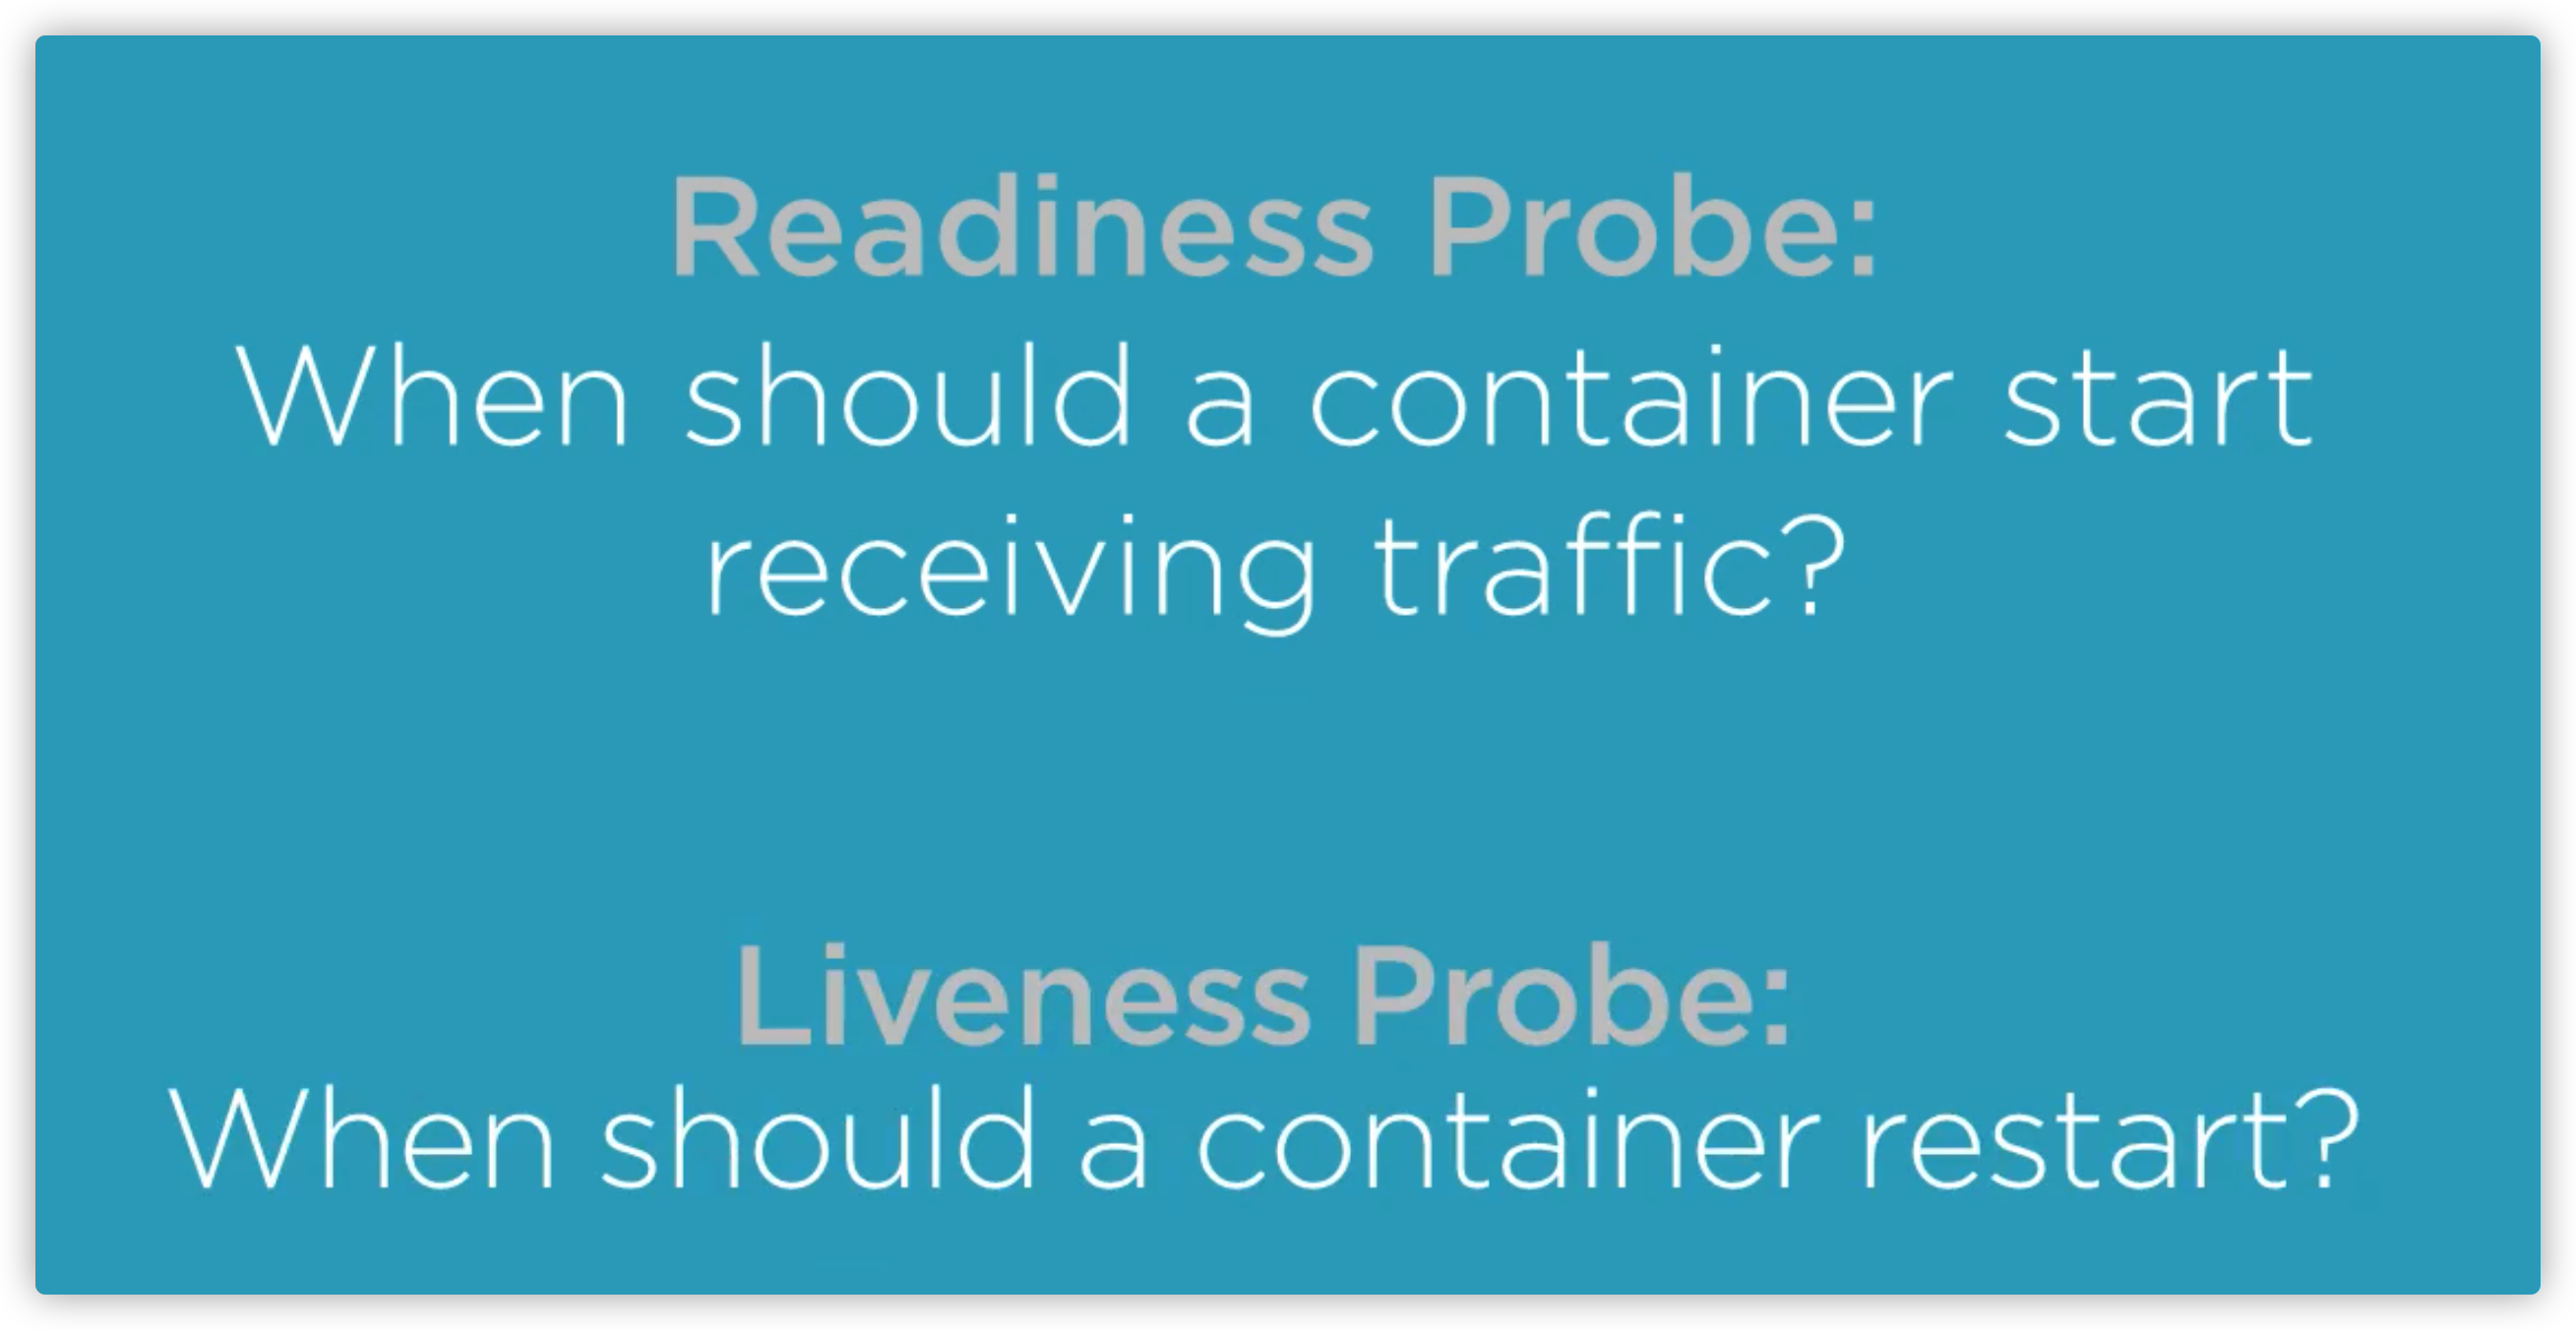 Readiness Probe:
When should a container start
receiving traffic?
Liveness Probe:
When should a container restart?